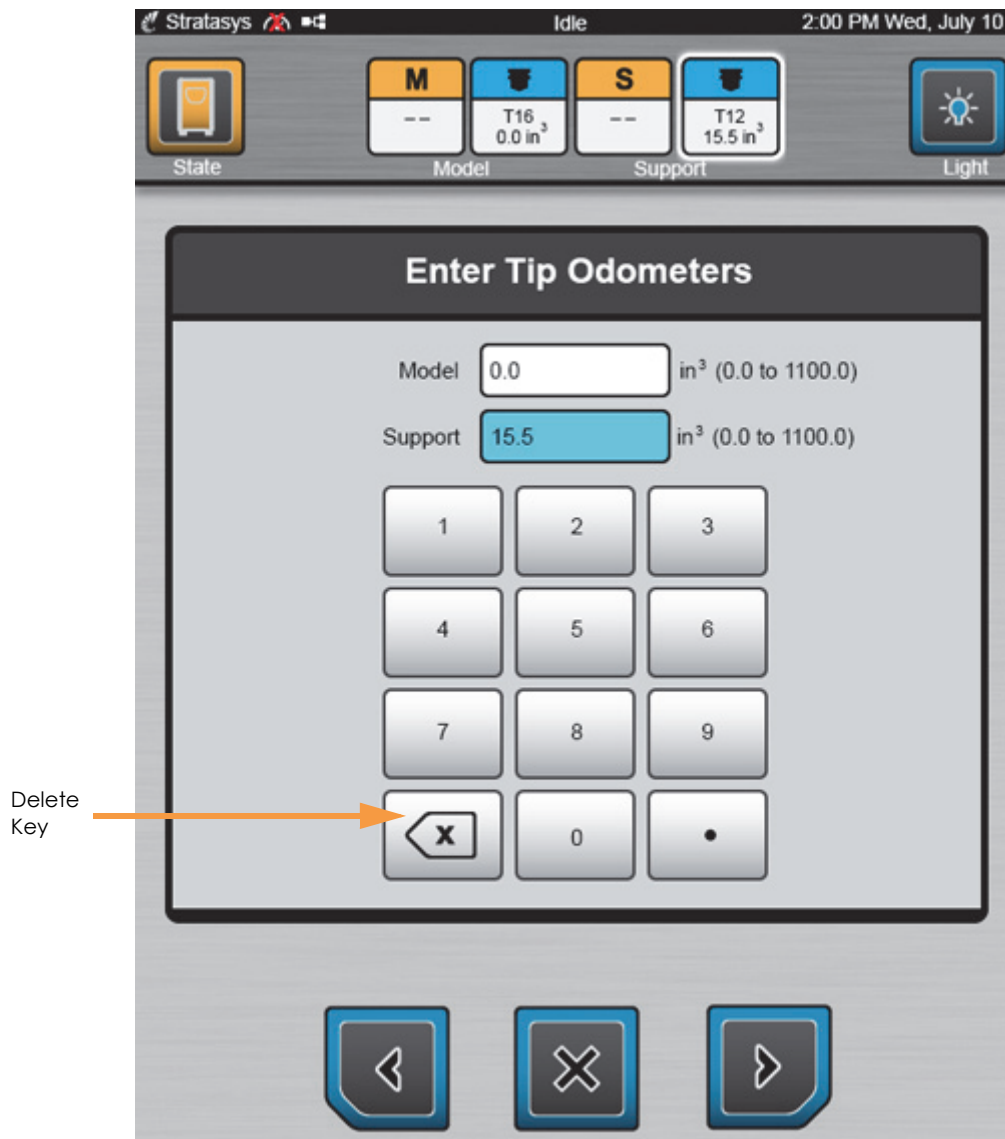 Stratasys Idle 2:00 PM Wed, July 10
M S
-- T16 -- T12
0.0 in³ 15.5 in³
State Model Support Light
Enter Tip Odometers
Model 0.0 in³ (0.0 to 1100.0)
Support 15.5 in³ (0.0 to 1100.0)
1 2 3
4 5 6
7 8 9
Delete
Key
X 0 •